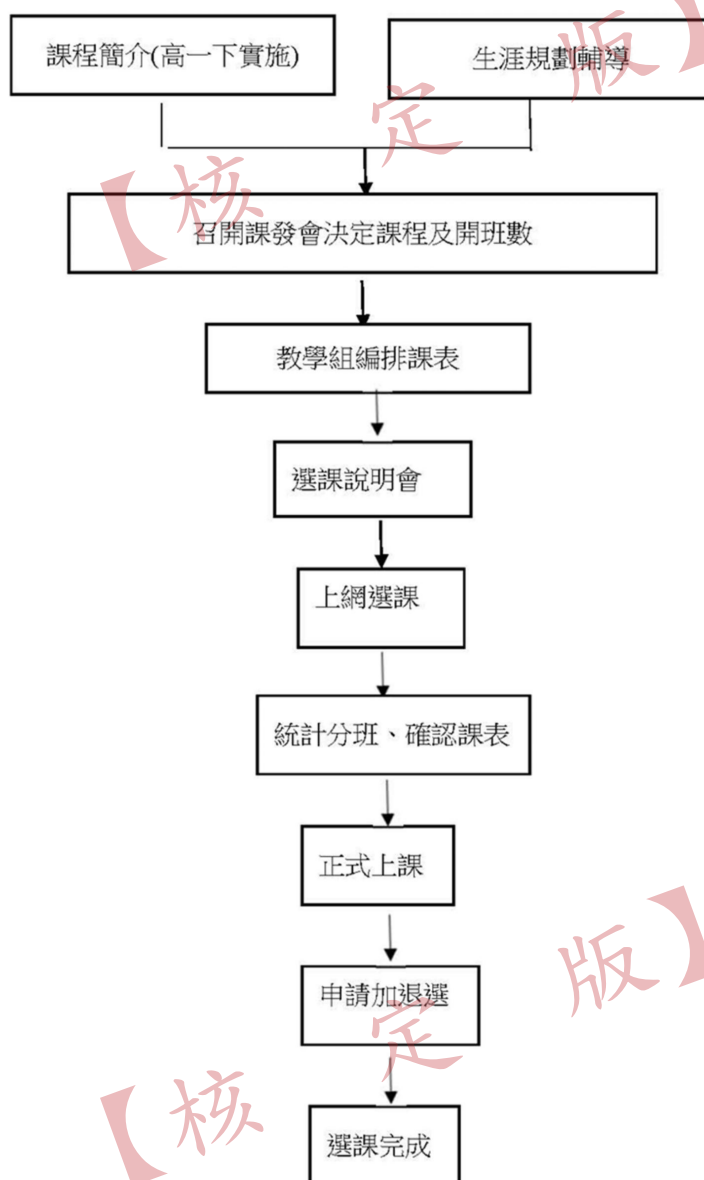 課程簡介(高一下實施)
生涯規劃輔導
召開課發會決定課程及開班數
教學組編排課表
選課說明會
上網選課
統計分班、確認課表
正式上課
申請加退選
選課完成
【核定版】
【核定版】